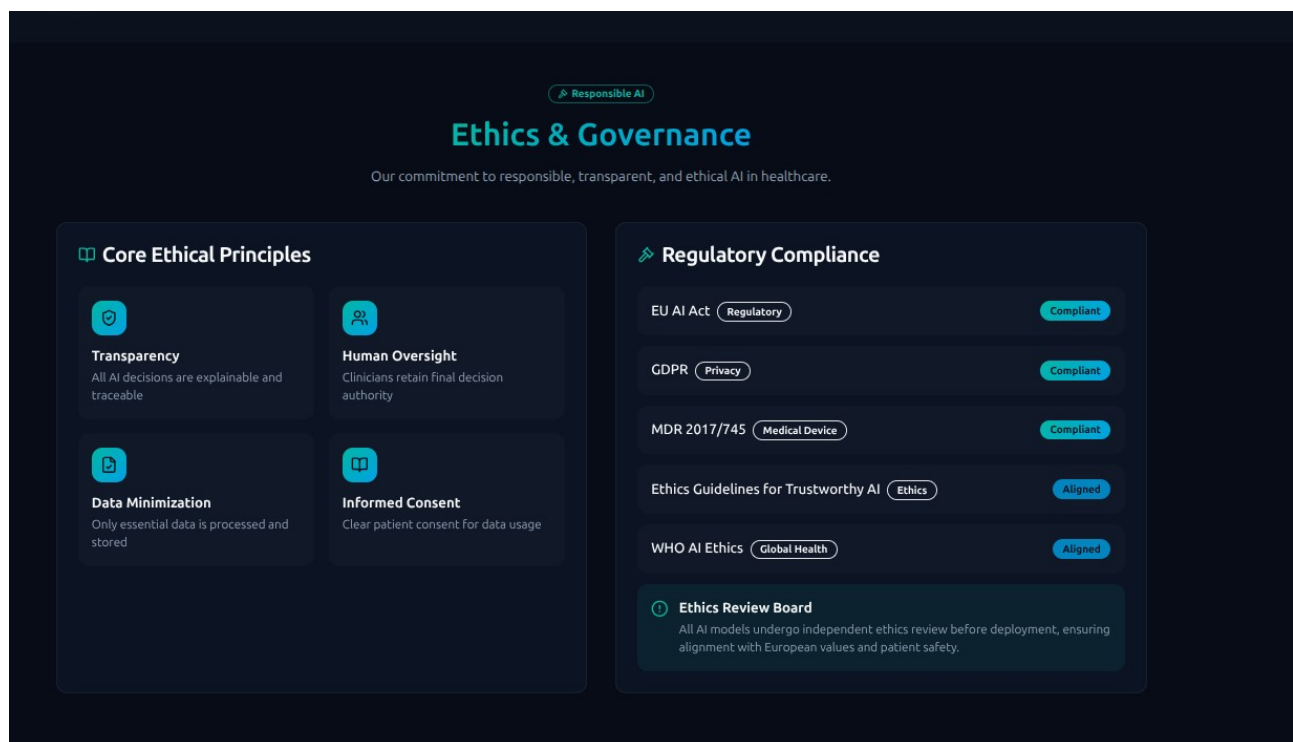 Responsible AI
Ethics & Governance
Our commitment to responsible, transparent, and ethical AI in healthcare.
Core Ethical Principles
Transparency
All AI decisions are explainable and
traceable
Human Oversight
Clinicians retain final decision
authority
Data Minimization
Only essential data is processed and
stored
Informed Consent
Clear patient consent for data usage
Regulatory Compliance
EU AI Act Regulatory Compliant
GDPR Privacy Compliant
MDR 2017/745 Medical Device Compliant
Ethics Guidelines for Trustworthy AI Ethics Aligned
WHO AI Ethics Global Health Aligned
Ethics Review Board
All AI models undergo independent ethics review before deployment, ensuring
alignment with European values and patient safety.